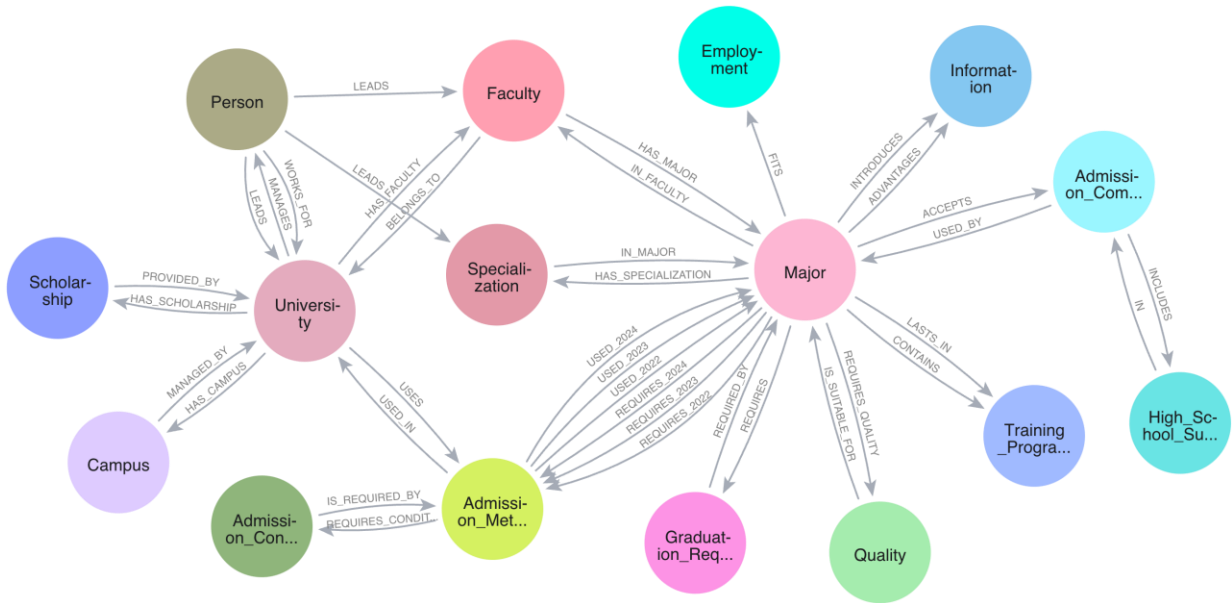 Employ-
ment
Informat-
ion
Person
LEADS
Faculty
HAS_MAJOR
IN_FACULTY
FITS
INTRODUCES
ADVANTAGES
Admissi-
on_Com...
ACCEPTS
USED_BY
LEADS
MANAGES
WORKS_FOR
LEADS
HAS_FACULTY
BELONGS_TO
Scholar-
ship
PROVIDED_BY
HAS_SCHOLARSHIP
Universi-
ty
Speciali-
zation
IN_MAJOR
HAS_SPECIALIZATION
Major
INCLUDES
IN
MANAGED_BY
HAS_CAMPUS
USES
USED_IN
USED_2024
USED_2023
USED_2022
REQUIRES_2024
REQUIRES_2023
REQUIRES_2022
REQUIRED_BY
REQUIRES
REQUIRES_QUALITY
IS_SUITABLE_FOR
LASTS_IN
CONTAINS
Campus
Training
_Progra...
High_Sc-
hool_Su...
Admissi-
on_Con...
IS_REQUIRED_BY
REQUIRES_CONDIT...
Admissi-
on_Met...
Graduat-
ion_Req...
Quality